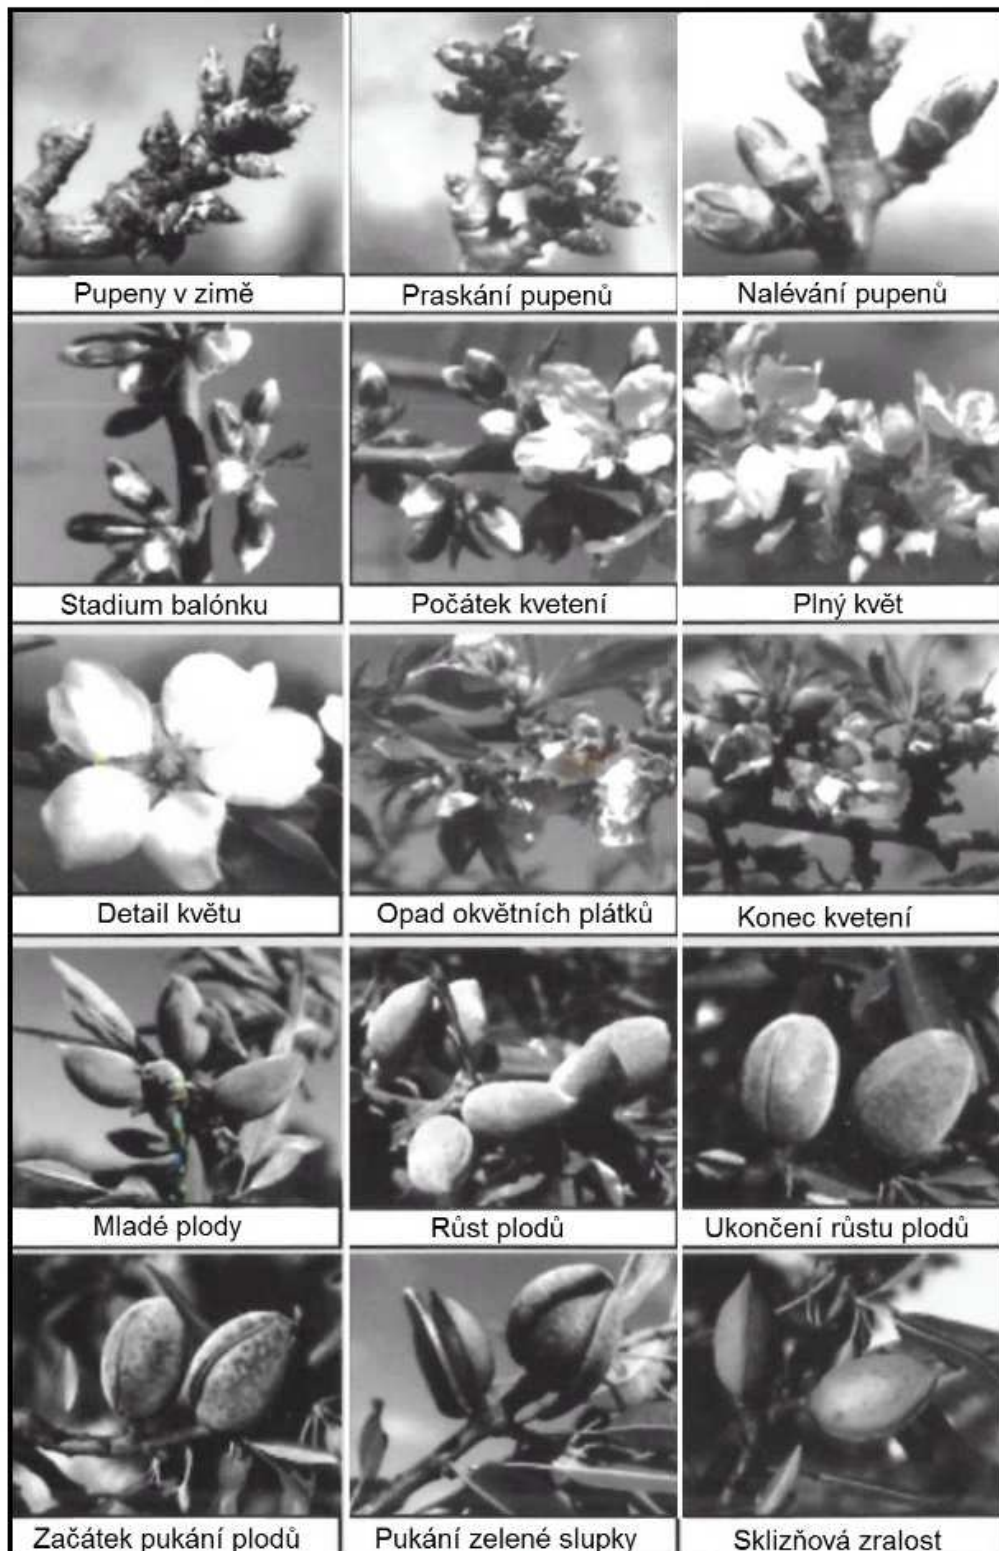 Pupeny v zimě
Praskání pupenů
Nalévání pupenů
Stadium balónku
Počátek kvetení
Plný květ
Detail květu
Opad okvětních plátků
Konec kvetení
Mladé plody
Růst plodů
Ukončení růstu plodů
Začátek pukání plodů
Pukání zelené slupky
Sklizňová zralost